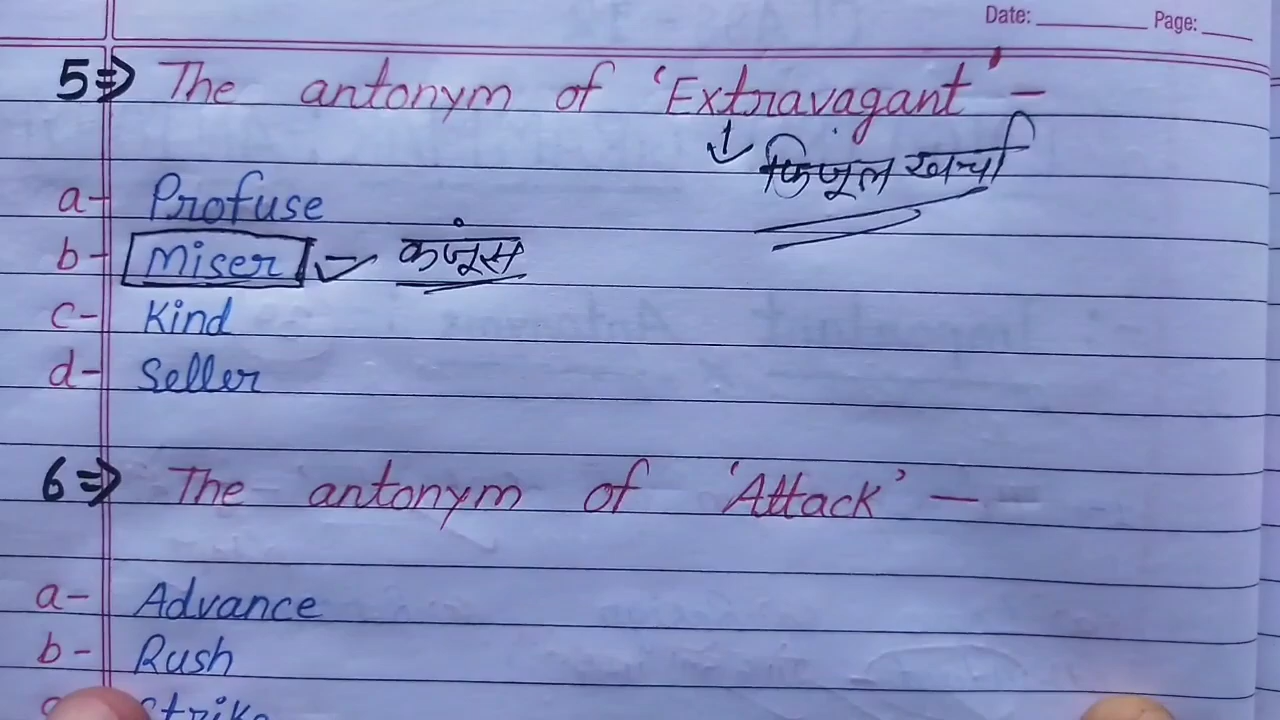 Date: Page:
5⇒ The antonym of 'Extravagant' -
↓ फिजूल खर्ची
a- Profuse
b- Miser - कंजूस
c- Kind
d- Seller
6⇒ The antonym of 'Attack' -
a- Advance
b- Rush
c Strike